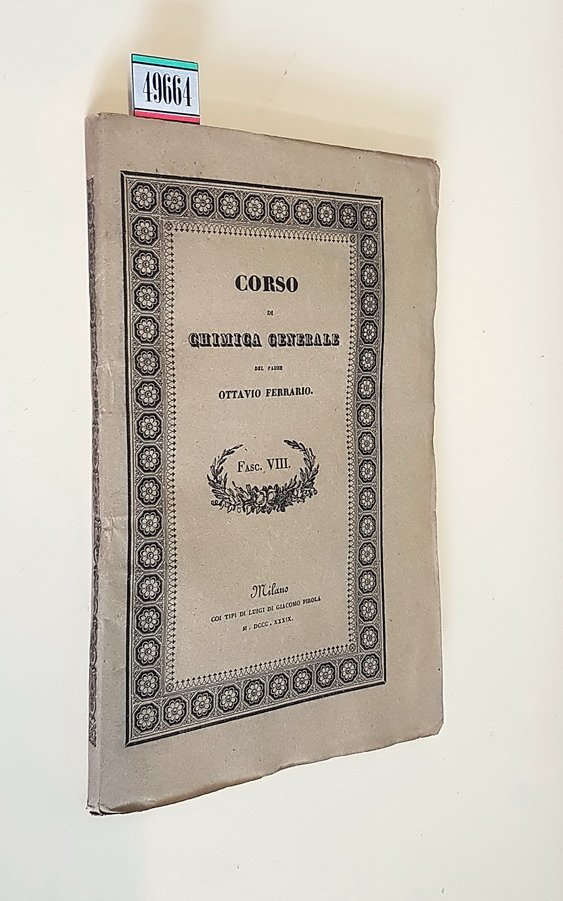 49664
CORSO
DI
CHIMICA GENERALE
DEL PADRE
OTTAVIO FERRARIO.
FASC. VIII.
Milano
COI TIPI DI LUIGI DI GIACOMO PIROLA
M. DCCC. XXXIX.